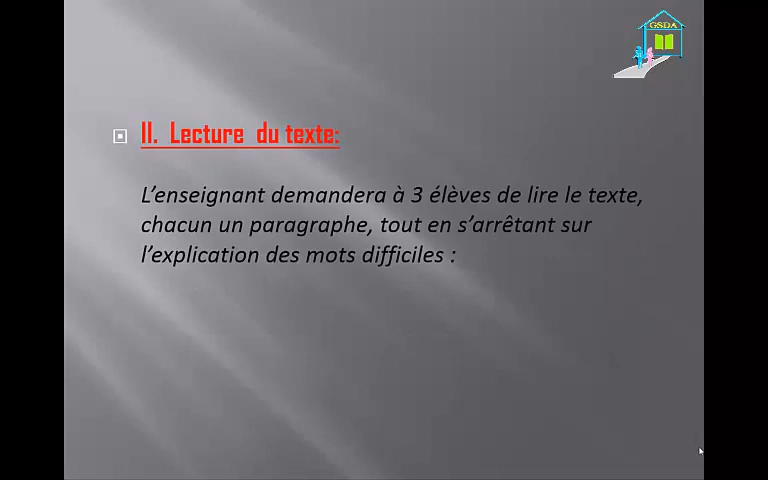 GSDA
II. Lecture du texte:
L’enseignant demandera à 3 élèves de lire le texte,
chacun un paragraphe, tout en s’arrêtant sur
l’explication des mots difficiles :